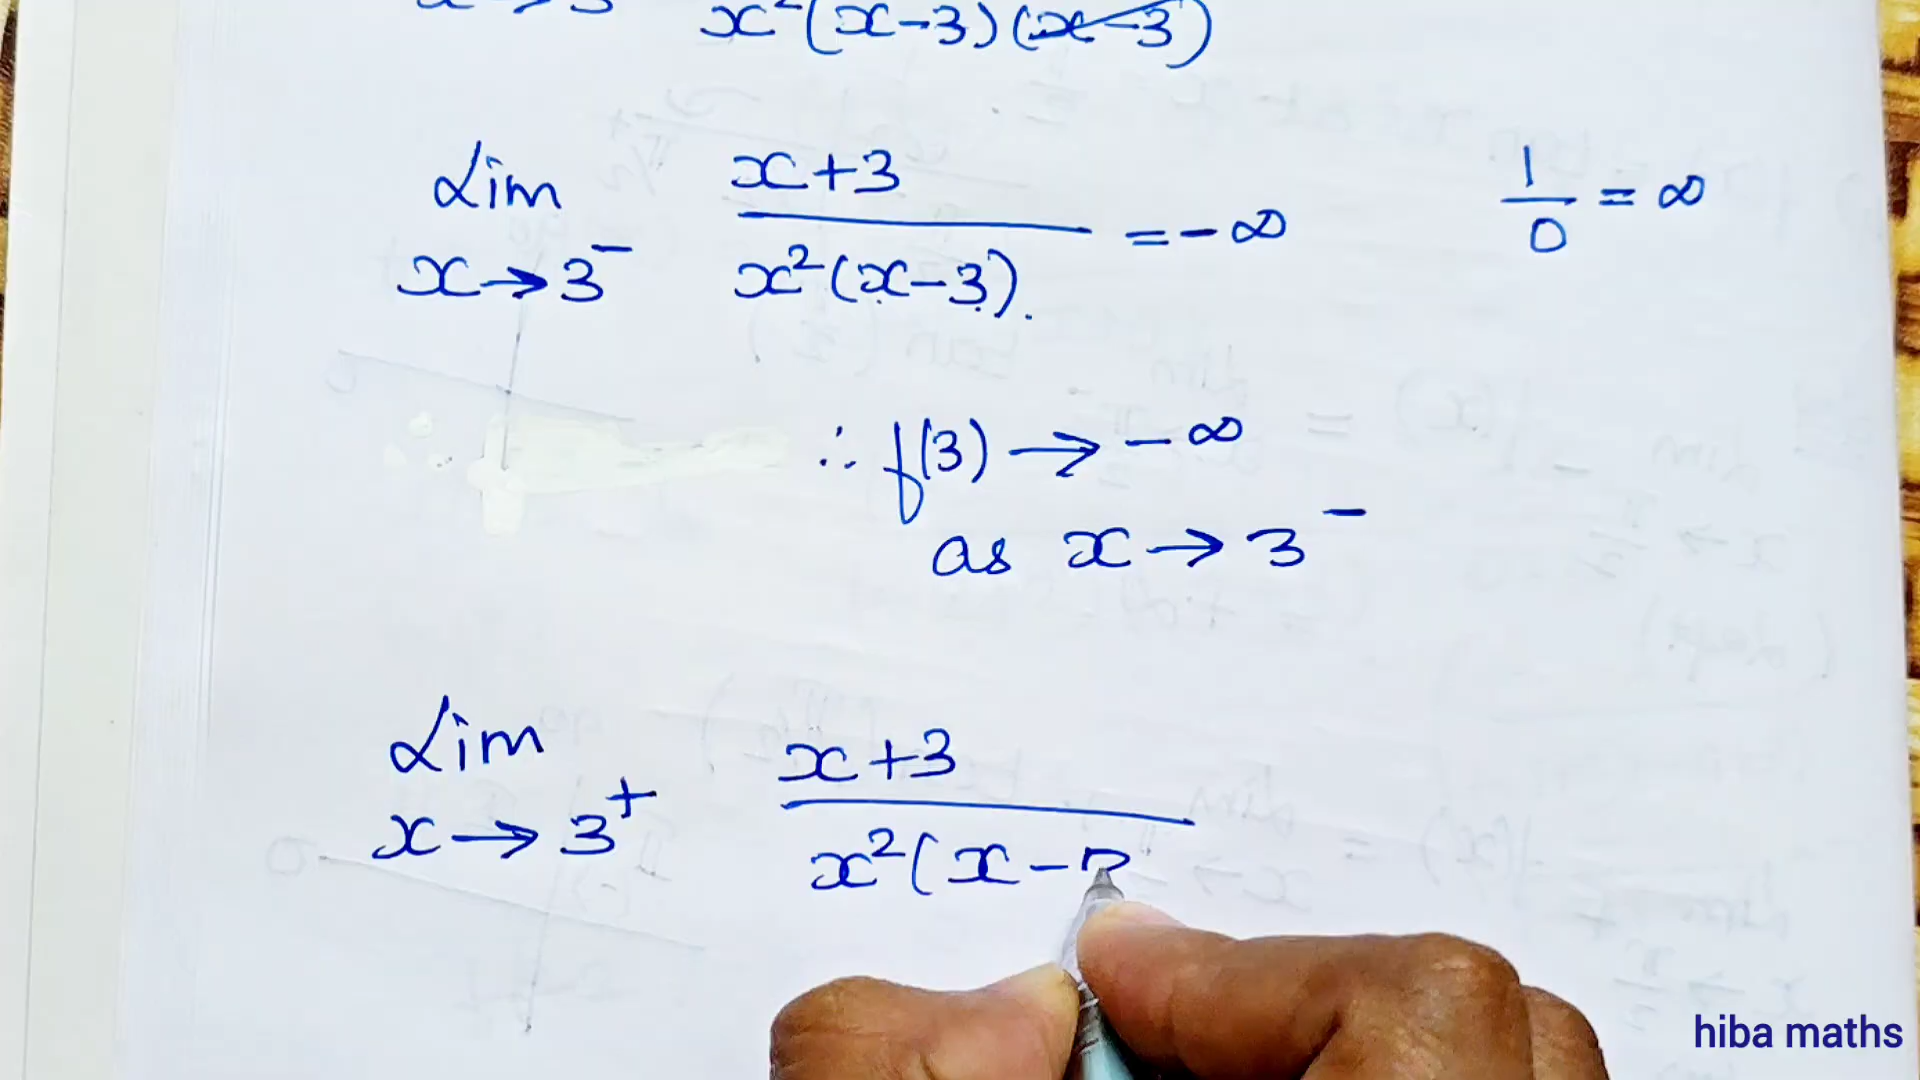 x → 3 x²(x-3)(x-3)
Lim x+3 / x²(x-3). = -∞
x → 3⁻
1/0 = ∞
∴ f(3) → -∞
as x → 3⁻
Lim x+3
x → 3⁺ x²(x-
hiba maths